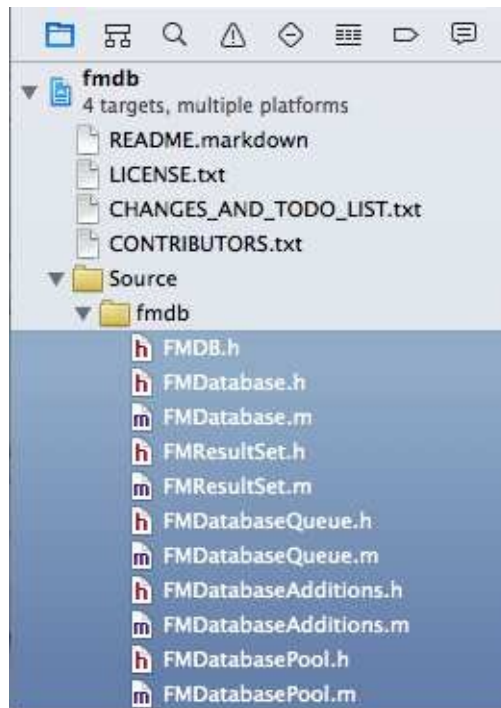 fmdb
4 targets, multiple platforms
README.markdown
LICENSE.txt
CHANGES_AND_TODO_LIST.txt
CONTRIBUTORS.txt
Source
fmdb
h FMDB.h
h FMDatabase.h
m FMDatabase.m
h FMResultSet.h
m FMResultSet.m
h FMDatabaseQueue.h
m FMDatabaseQueue.m
h FMDatabaseAdditions.h
m FMDatabaseAdditions.m
h FMDatabasePool.h
m FMDatabasePool.m